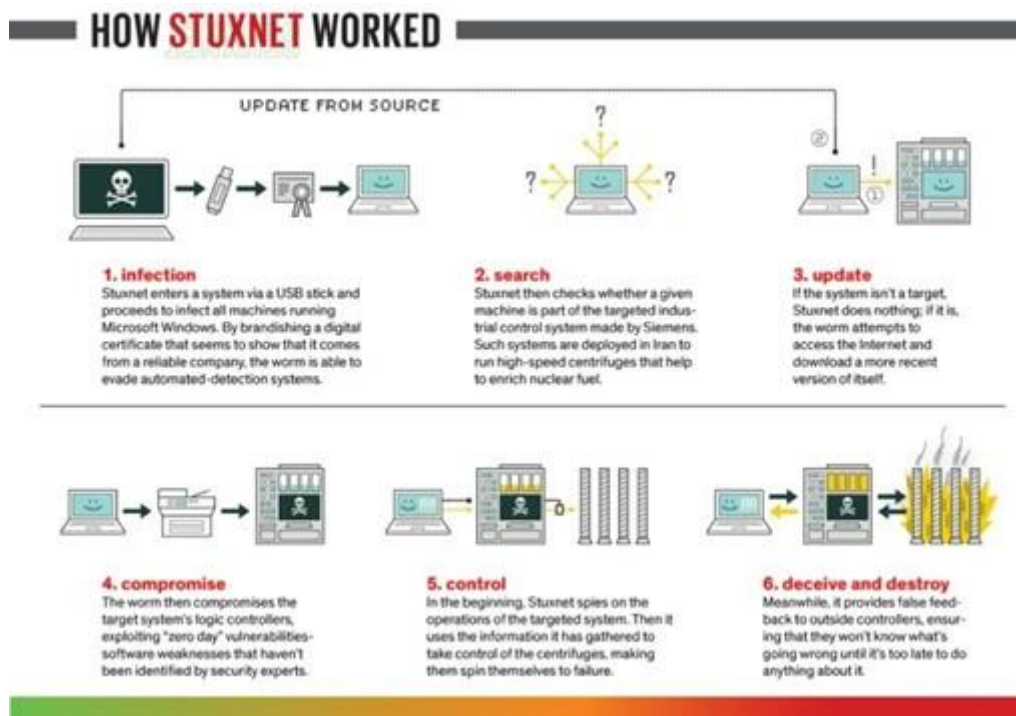 HOW STUXNET WORKED
UPDATE FROM SOURCE
?
? ?
!
②
①
1. infection
Stuxnet enters a system via a USB stick and
proceeds to infect all machines running
Microsoft Windows. By brandishing a digital
certificate that seems to show that it comes
from a reliable company, the worm is able to
evade automated-detection systems.
2. search
Stuxnet then checks whether a given
machine is part of the targeted indus-
trial control system made by Siemens.
Such systems are deployed in Iran to
run high-speed centrifuges that help
to enrich nuclear fuel.
3. update
If the system isn't a target,
Stuxnet does nothing; if it is,
the worm attempts to
access the Internet and
download a more recent
version of itself.
4. compromise
The worm then compromises the
target system's logic controllers,
exploiting "zero day" vulnerabilities-
software weaknesses that haven't
been identified by security experts.
5. control
In the beginning, Stuxnet spies on the
operations of the targeted system. Then it
uses the information it has gathered to
take control of the centrifuges, making
them spin themselves to failure.
6. deceive and destroy
Meanwhile, it provides false feed-
back to outside controllers, ensur-
ing that they won't know what's
going wrong until it's too late to do
anything about it.